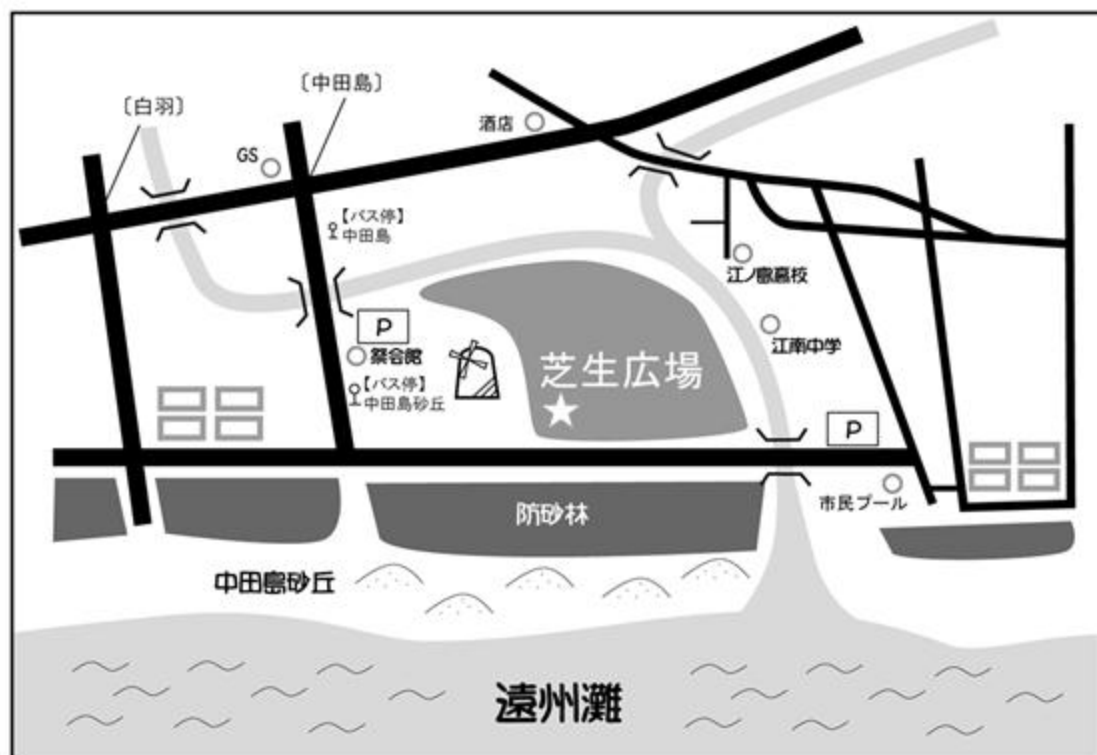 〔白羽〕
〔中田島〕
酒店
GS
【バス停】
中田島
江ノ島高校
P
祭会館
江南中学
芝生広場
【バス停】
中田島砂丘
P
防砂林
市民プール
中田島砂丘
遠州灘